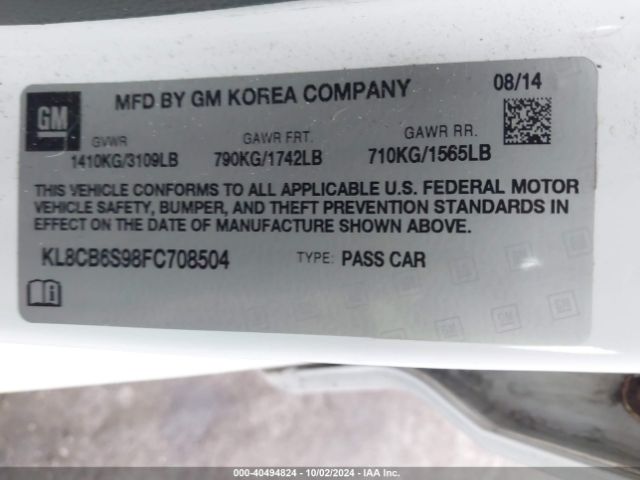 GM
MFD BY GM KOREA COMPANY
08/14
GVWR
GAWR FRT.
GAWR RR.
1410KG/3109LB
790KG/1742LB
710KG/1565LB
THIS VEHICLE CONFORMS TO ALL APPLICABLE U.S. FEDERAL MOTOR
VEHICLE SAFETY, BUMPER, AND THEFT PREVENTION STANDARDS IN
EFFECT ON THE DATE OF MANUFACTURE SHOWN ABOVE.
KL8CB6S98FC708504
TYPE: PASS CAR
000-40494824 | 10/02/2024 | IAA Inc.